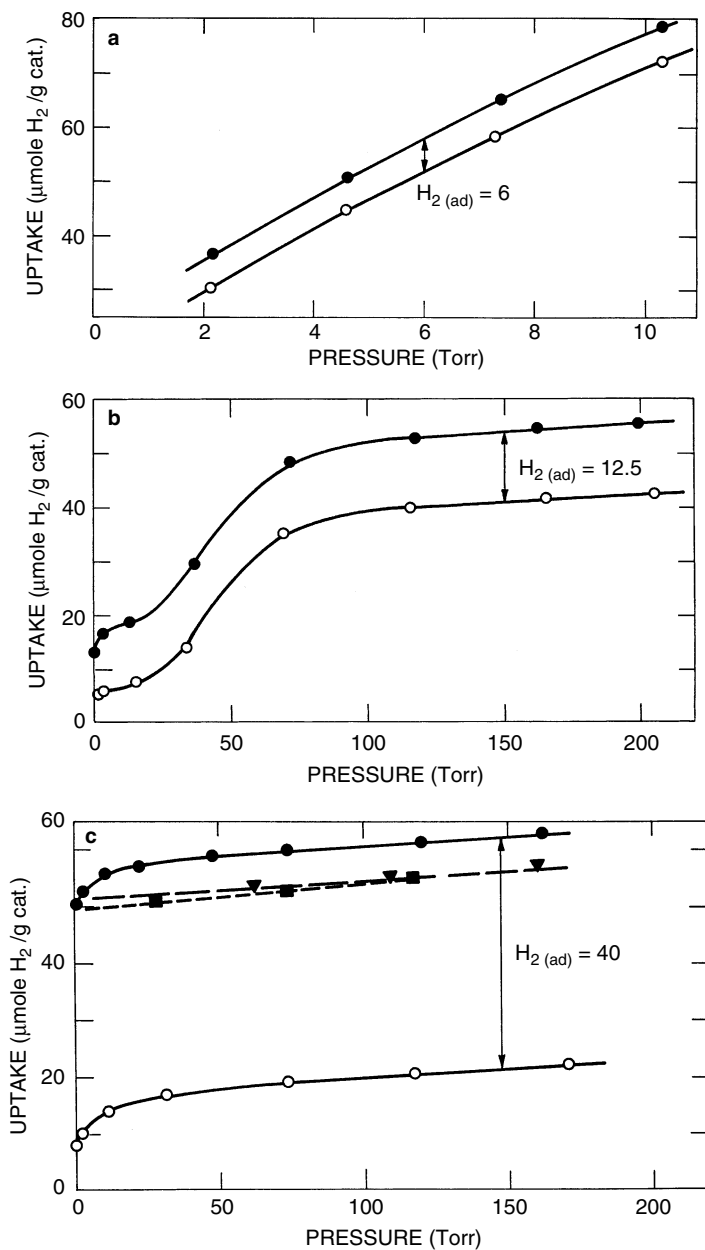 a
80
60
40
UPTAKE (μmole H₂ /g cat.)
H₂ (ad) = 6
0 2 4 6 8 10
PRESSURE (Torr)
b
60
40
20
0
UPTAKE (μmole H₂ /g cat.)
H₂ (ad) = 12.5
0 50 100 150 200
PRESSURE (Torr)
c
60
40
20
0
UPTAKE (μmole H₂ /g cat.)
H₂ (ad) = 40
0 50 100 150 200
PRESSURE (Torr)